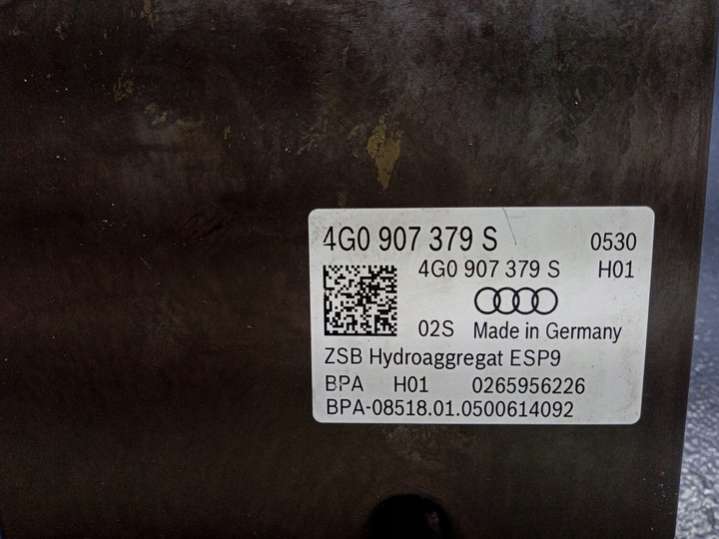 4G0 907 379 S 0530
4G0 907 379 S H01
02S Made in Germany
ZSB Hydroaggregat ESP9
BPA H01 0265956226
BPA-08518.01.0500614092